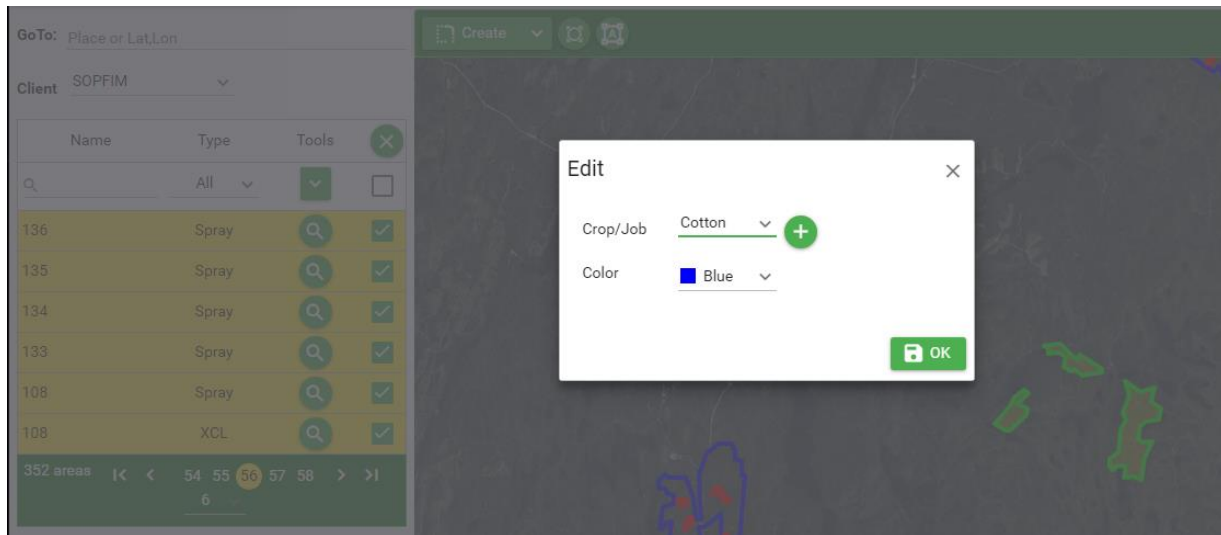 GoTo: Place or Lat,Lon
Client SOPFIM
Name Type Tools
All
136 Spray
135 Spray
134 Spray
133 Spray
108 Spray
108 XCL
352 areas 54 55 56 57 58
6
Create
A
Edit
Crop/Job Cotton
Color Blue
OK